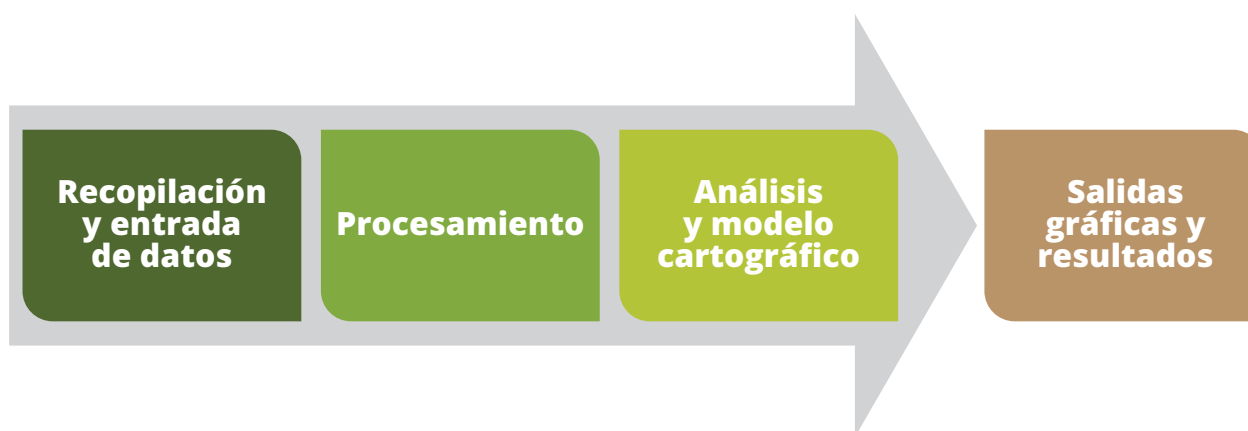 Recopilación
y entrada
de datos
Procesamiento
Análisis
y modelo
cartográfico
Salidas
gráficas y
resultados